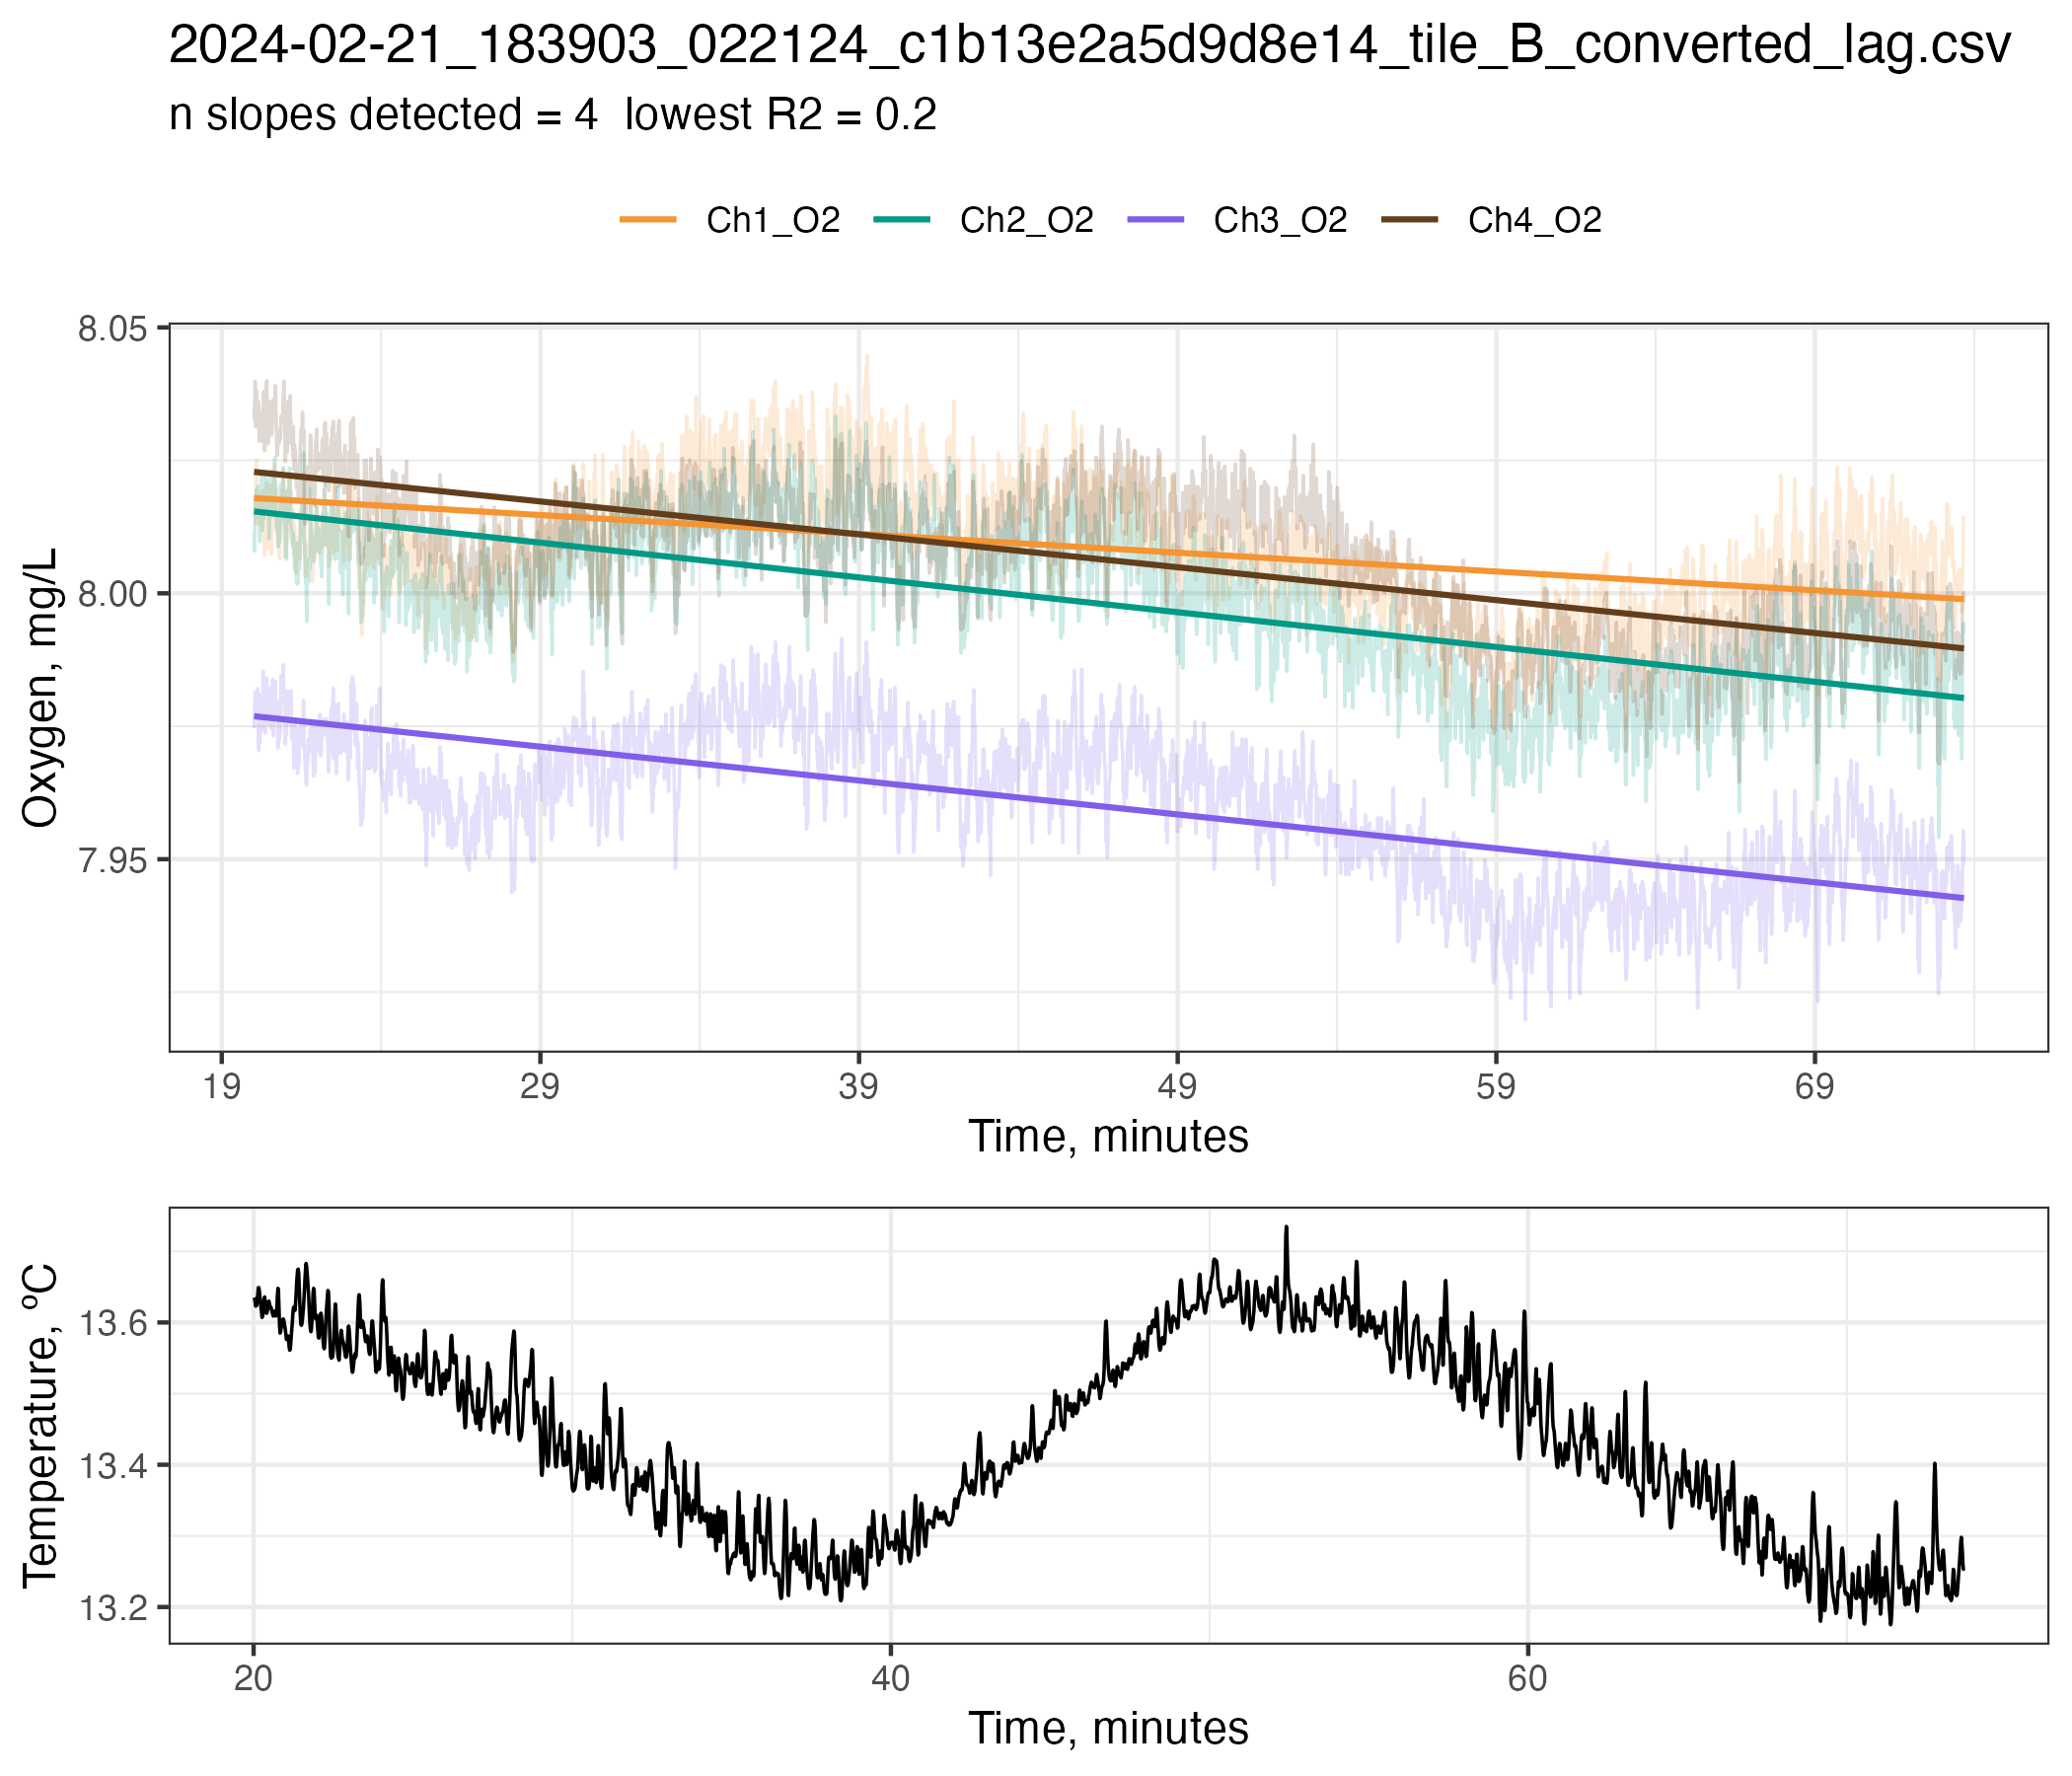 2024-02-21_183903_022124_c1b13e2a5d9d8e14_tile_B_converted_lag.csv
n slopes detected = 4  lowest R2 = 0.2
Ch1_O2 Ch2_O2 Ch3_O2 Ch4_O2
8.05
8.00
7.95
Oxygen, mg/L
19 29 39 49 59 69
Time, minutes
13.6
13.4
13.2
Temperature, ºC
20 40 60
Time, minutes